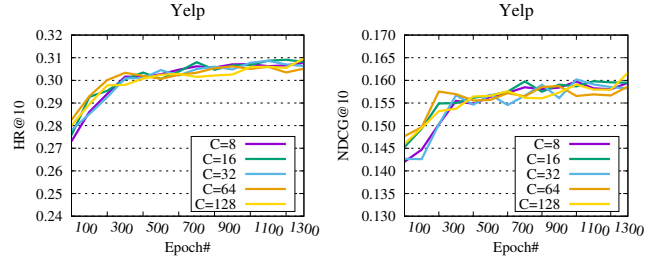 Yelp
HR@10
0.31
0.30
0.29
0.28
0.27
0.26
0.25
0.24
C=8
C=16
C=32
C=64
C=128
100 300 500 700 900 1100 1300
Epoch#
Yelp
NDCG@10
0.170
0.165
0.160
0.155
0.150
0.145
0.140
0.135
0.130
C=8
C=16
C=32
C=64
C=128
100 300 500 700 900 1100 1300
Epoch#